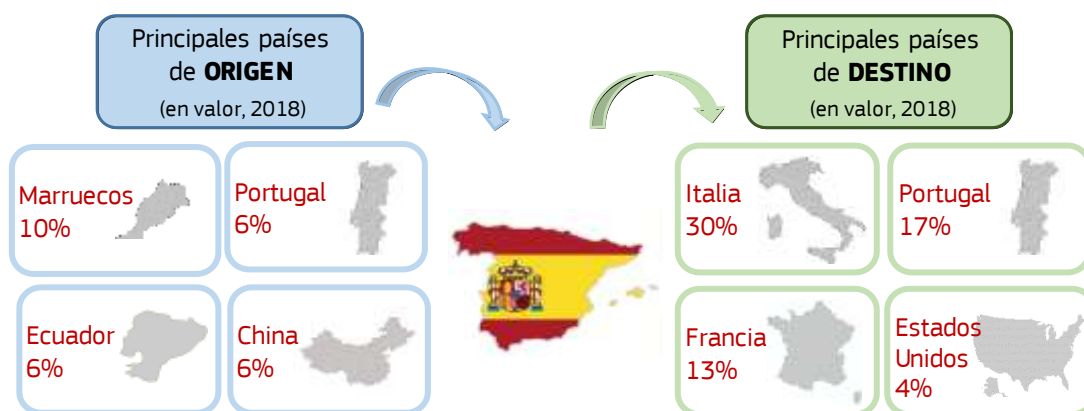 Principales países
de ORIGEN
(en valor, 2018)
Principales países
de DESTINO
(en valor, 2018)
Marruecos
10%
Portugal
6%
Ecuador
6%
China
6%
Italia
30%
Portugal
17%
Francia
13%
Estados
Unidos
4%